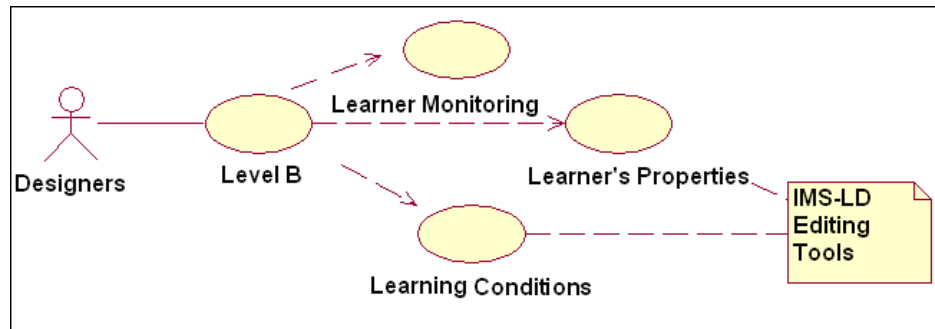 Learner Monitoring
Designers
Level B
Learner's Properties
IMS-LD
Editing
Tools
Learning Conditions